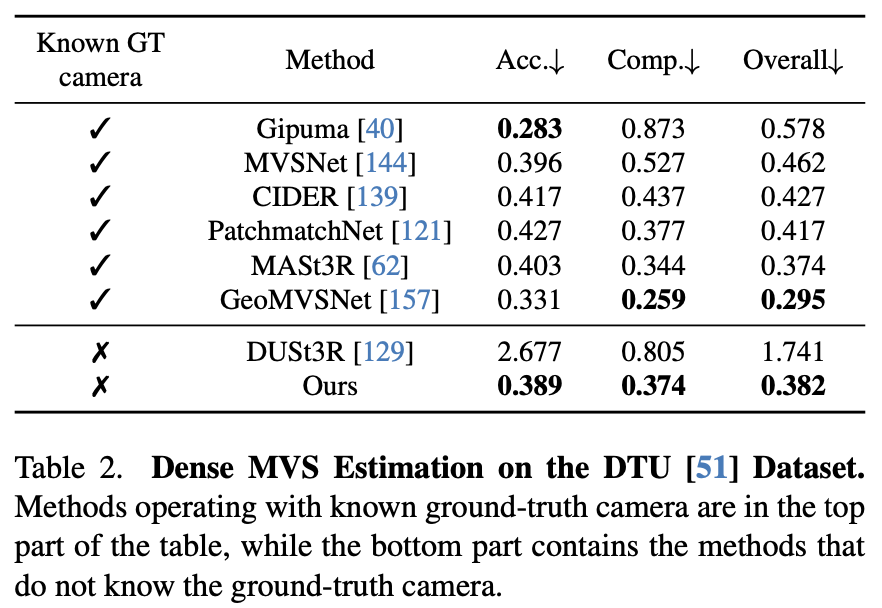 Known GT camera Method Acc.↓ Comp.↓ Overall↓
✓ Gipuma [40] 0.283 0.873 0.578
✓ MVSNet [144] 0.396 0.527 0.462
✓ CIDER [139] 0.417 0.437 0.427
✓ PatchmatchNet [121] 0.427 0.377 0.417
✓ MASt3R [62] 0.403 0.344 0.374
✓ GeoMVSNet [157] 0.331 0.259 0.295
✗ DUSt3R [129] 2.677 0.805 1.741
✗ Ours 0.389 0.374 0.382
Table 2. Dense MVS Estimation on the DTU [51] Dataset.
Methods operating with known ground-truth camera are in the top
part of the table, while the bottom part contains the methods that
do not know the ground-truth camera.